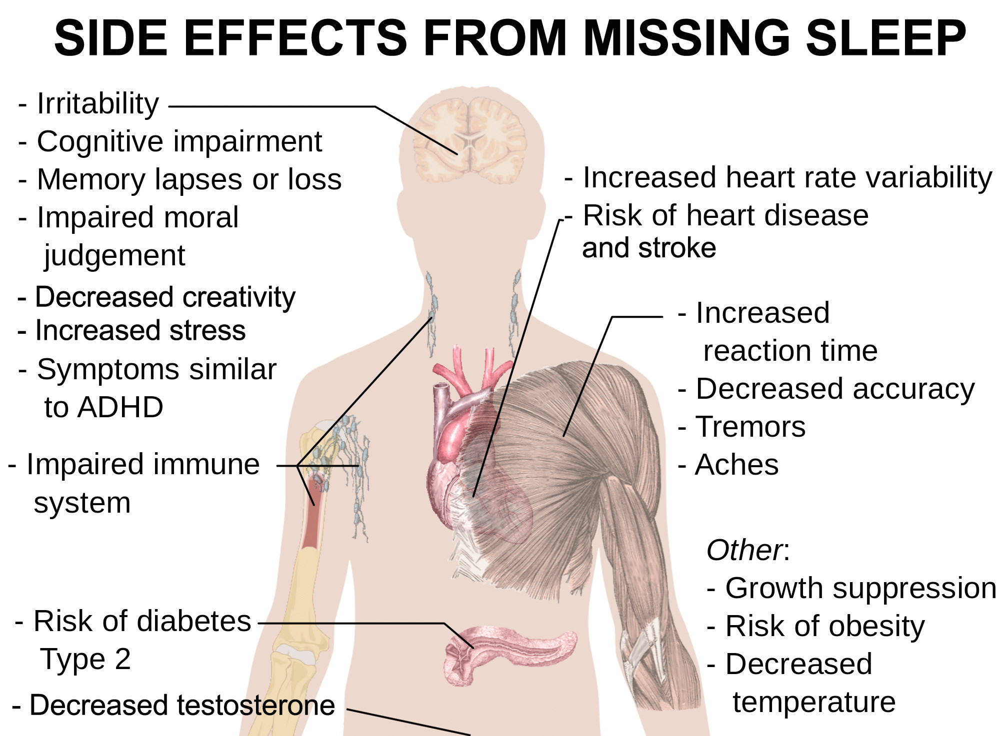 SIDE EFFECTS FROM MISSING SLEEP
- Irritability
- Cognitive impairment
- Memory lapses or loss
- Impaired moral
judgement
- Decreased creativity
- Increased stress
- Symptoms similar
to ADHD
- Impaired immune
system
- Risk of diabetes
Type 2
- Decreased testosterone
- Increased heart rate variability
- Risk of heart disease
and stroke
- Increased
reaction time
- Decreased accuracy
- Tremors
- Aches
Other:
- Growth suppression
- Risk of obesity
- Decreased
temperature